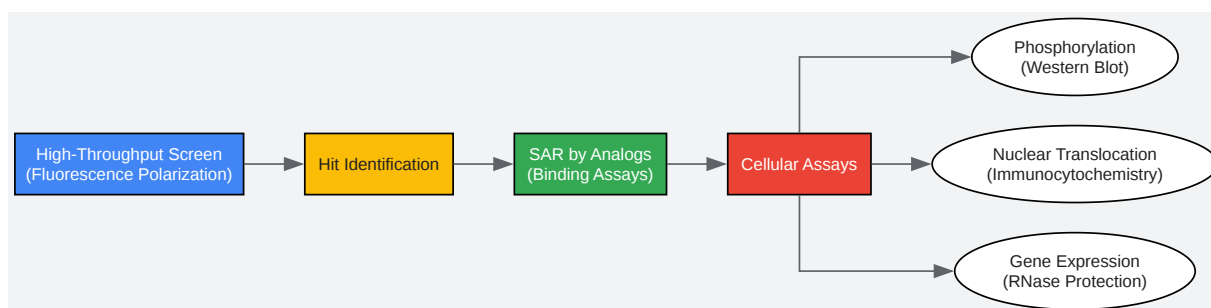 High-Throughput Screen
(Fluorescence Polarization)
Hit Identification
SAR by Analogs
(Binding Assays)
Cellular Assays
Phosphorylation
(Western Blot)
Nuclear Translocation
(Immunocytochemistry)
Gene Expression
(RNase Protection)